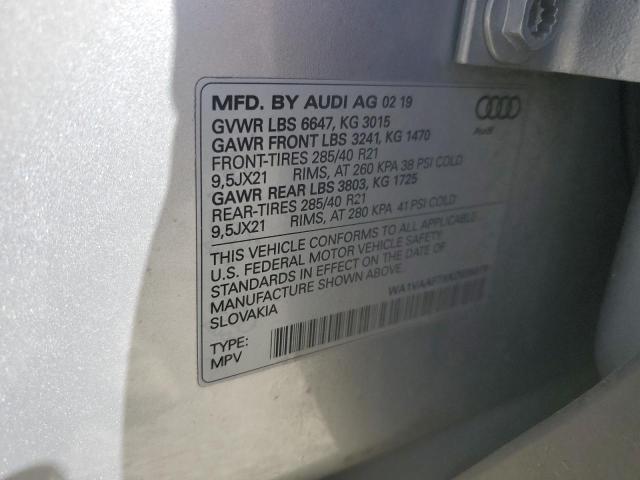 MFD. BY AUDI AG 02 19
GVWR LBS 6647, KG 3015
GAWR FRONT LBS 3241, KG 1470
FRONT-TIRES 285/40 R21
9,5JX21 RIMS, AT 260 KPA 38 PSI COLD
GAWR REAR LBS 3803, KG 1725
REAR-TIRES 285/40 R21
9,5JX21 RIMS, AT 280 KPA 41 PSI COLD
THIS VEHICLE CONFORMS TO ALL APPLICABLE
U.S. FEDERAL MOTOR VEHICLE SAFETY
STANDARDS IN EFFECT ON THE DATE OF
MANUFACTURE SHOWN ABOVE.
SLOVAKIA
TYPE:
MPV
Audi